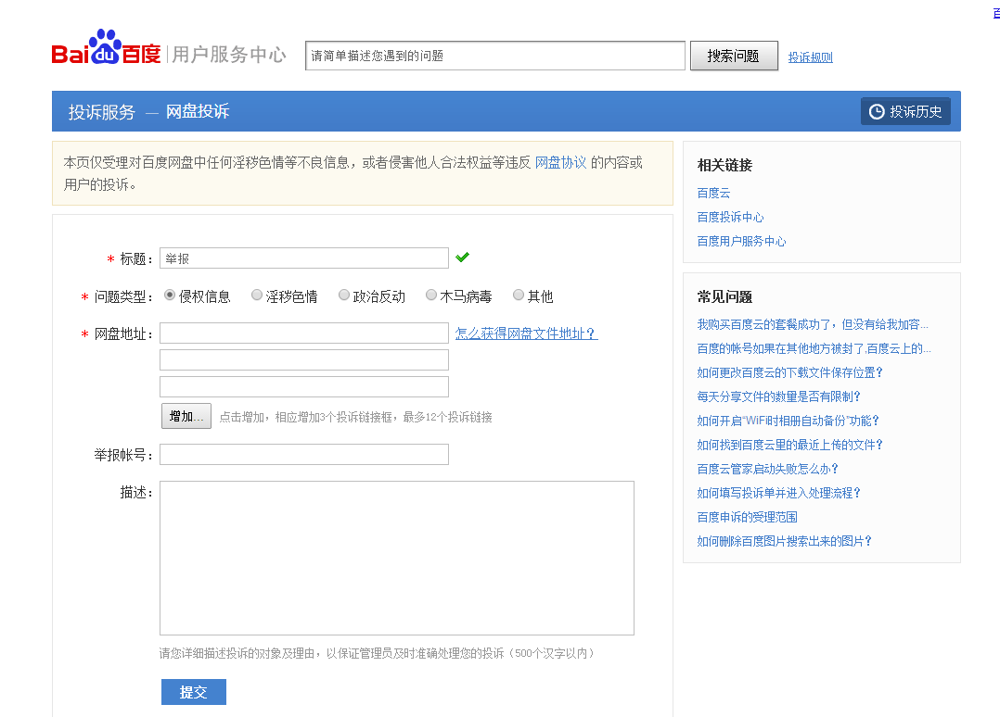 Baidu百度 用户服务中心
请简单描述您遇到的问题
搜索问题
投诉规则
投诉服务 — 网盘投诉
投诉历史
本页仅受理对百度网盘中任何淫秽色情等不良信息，或者侵害他人合法权益等违反 网盘协议 的内容或
用户的投诉。
* 标题：
举报
* 问题类型：
侵权信息 淫秽色情 政治反动 木马病毒 其他
* 网盘地址：
怎么获得网盘文件地址？
增加...
点击增加，相应增加3个投诉链接框，最多12个投诉链接
举报帐号：
描述：
请您详细描述投诉的对象及理由，以保证管理员及时准确处理您的投诉（500个汉字以内）
提交
相关链接
百度云
百度投诉中心
百度用户服务中心
常见问题
我购买百度云的套餐成功了，但没有给我加容...
百度的帐号如果在其他地方被封了,百度云上的...
如何更改百度云的下载文件保存位置？
每天分享文件的数量是否有限制？
如何开启“WiFi时相册自动备份”功能？
如何找到百度云里的最近上传的文件？
百度云管家启动失败怎么办？
如何填写投诉单并进入处理流程？
百度申诉的受理范围
如何删除百度图片搜索出来的图片？